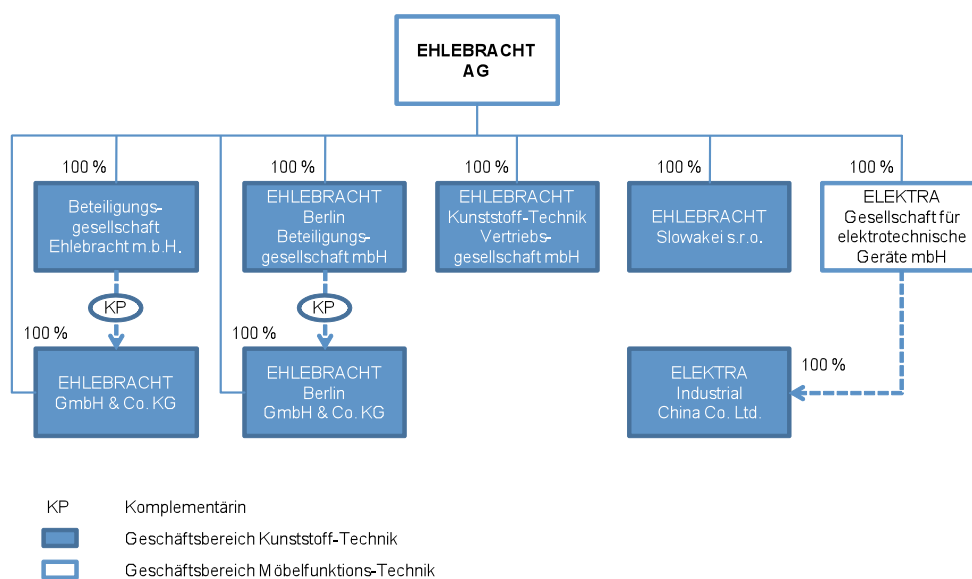 EHLEBRACHT
AG
100 %
100 %
100 %
100 %
100 %
Beteiligungs-
gesellschaft
Ehlebracht m.b.H.
EHLEBRACHT
Berlin
Beteiligungs-
gesellschaft mbH
EHLEBRACHT
Kunststoff-Technik
Vertriebs-
gesellschaft mbH
EHLEBRACHT
Slowakei s.r.o.
ELEKTRA
Gesellschaft für
elektrotechnische
Geräte mbH
KP
KP
100 %
100 %
100 %
EHLEBRACHT
GmbH & Co. KG
EHLEBRACHT
Berlin
GmbH & Co. KG
ELEKTRA
Industrial
China Co. Ltd.
KP Komplementärin
Geschäftsbereich Kunststoff-Technik
Geschäftsbereich Möbelfunktions-Technik